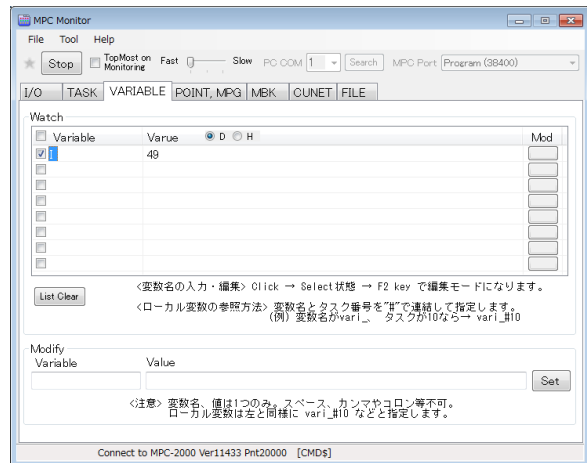 MPC Monitor
File Tool Help
Stop TopMost on Monitoring Fast Slow PC COM 1 Search MPC Port Program (38400)
I/O TASK VARIABLE POINT, MPG MBK CUNET FILE
Watch
Variable Varue D H Mod
I 49
List Clear
<変数名の入力・編集> Click → Select状態 → F2 key で編集モードになります。
<ローカル変数の参照方法> 変数名とタスク番号を"#"で連結して指定します。
(例) 変数名がvari_、 タスクが10なら→ vari_#10
Modify
Variable Value
Set
<注意> 変数名、値は1つのみ。スペース、カンマやコロン等不可。
ローカル変数は左と同様に vari_#10 などと指定します。
Connect to MPC-2000 Ver11433 Pnt20000 [CMD$]